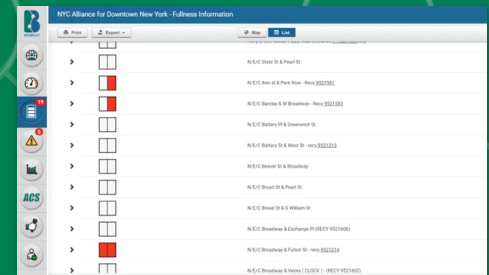 BIGBELLY
NYC Alliance for Downtown New York - Fullness Information
Print
Export
Map
List
N/E/C State St & Pearl St
N/E/C Ann st & Park Row - Recy 9521581
N/E/C Barclay & W Broadway - Recy 9521583
N/E/C Battery Pl & Greenwich St
N/E/C Battery St & West St - recy 9521213
N/E/C Beaver St & Broadway
N/E/C Broad St & Pearl St
N/E/C Broad St & S William St
N/E/C Broadway & Exchange Pl (RECY 9521606)
N/E/C Broadway & Fulton St - recy 9521214
N/E/C Broadway & Vesey ( CLOCK ) - (RECY 9521602)
19
5
ACS